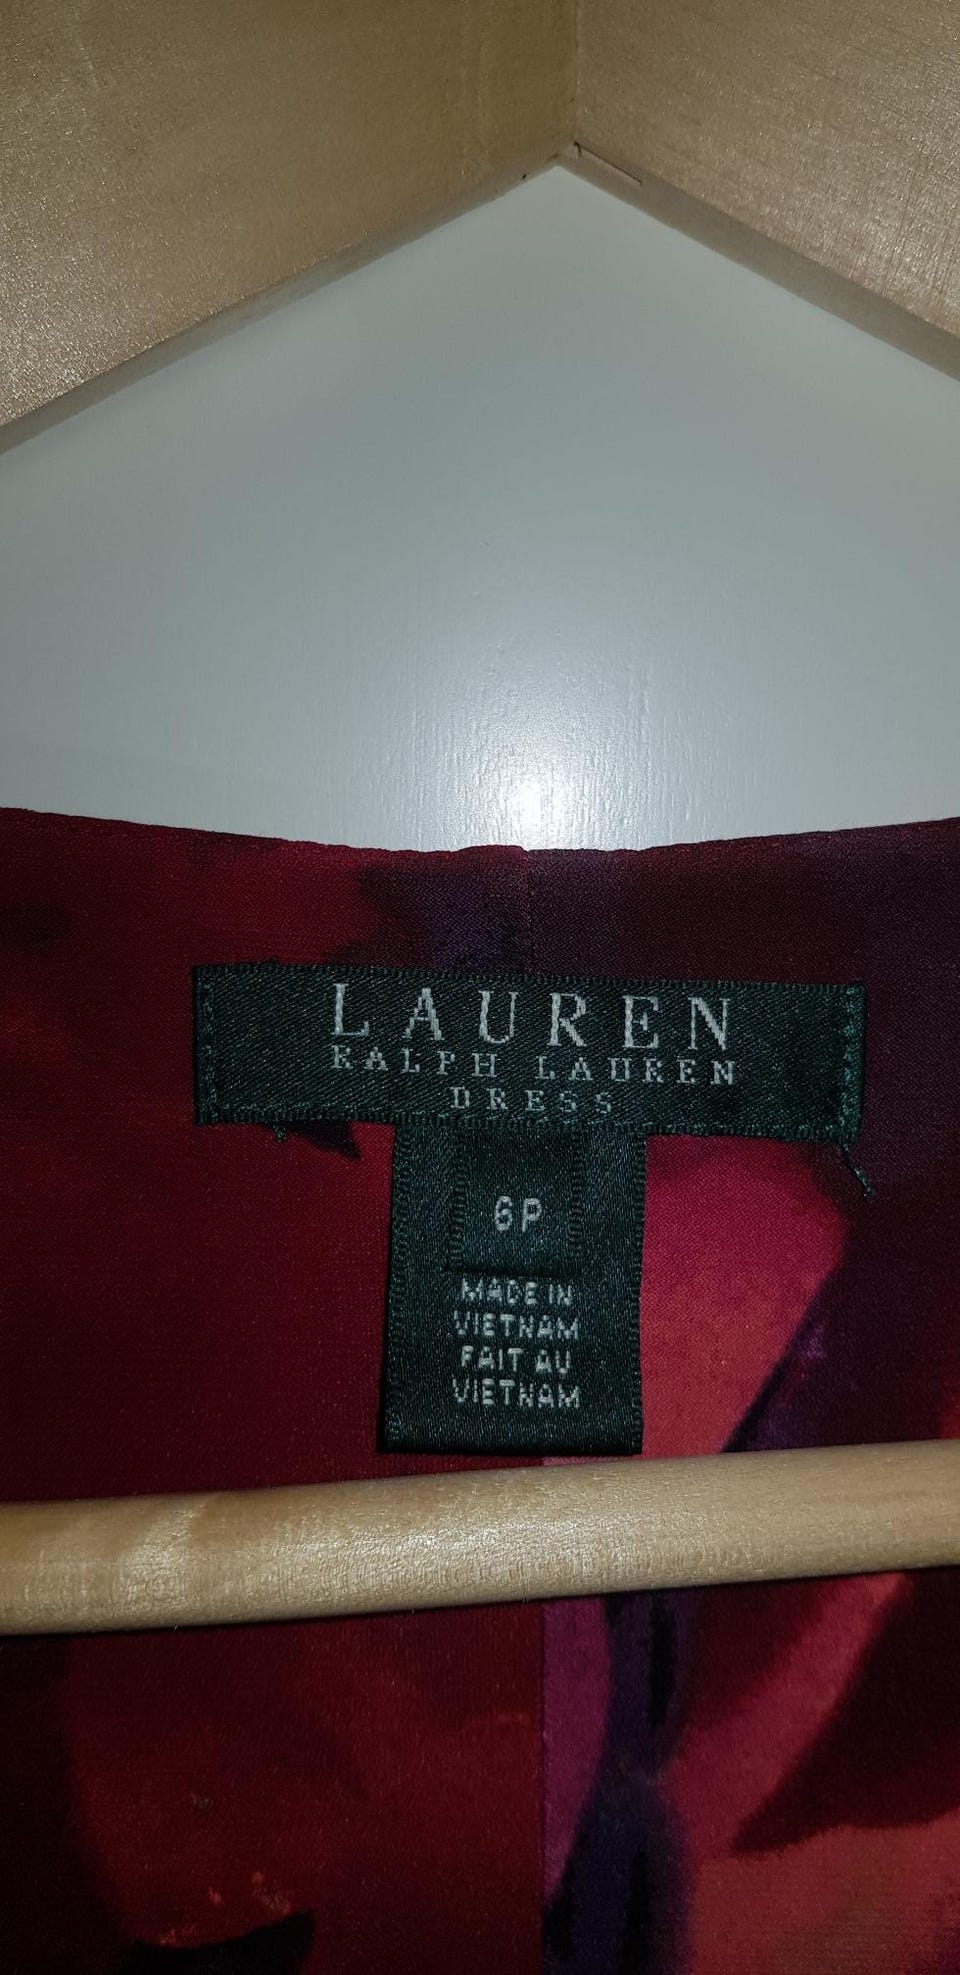 LAUREN
RALPH LAUREN
DRESS
6P
MADE IN
VIETNAM
FAIT AU
VIETNAM